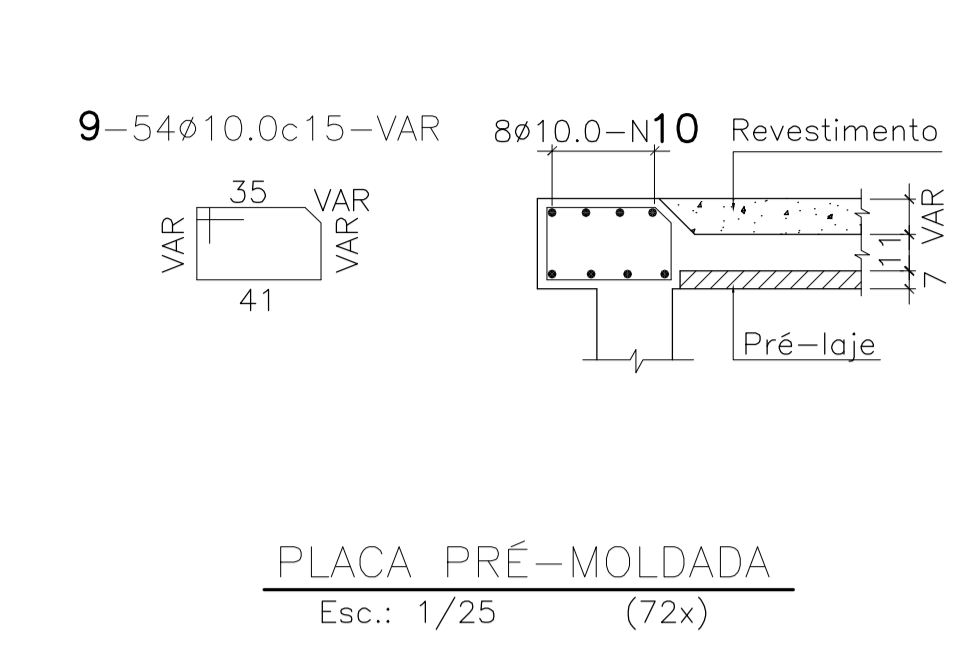 9-54ø10.0c15-VAR
8ø10.0-N10
Revestimento
35
VAR
VAR
VAR
41
VAR
11
7
Pré-laje
PLACA PRÉ-MOLDADA
Esc.: 1/25 (72x)